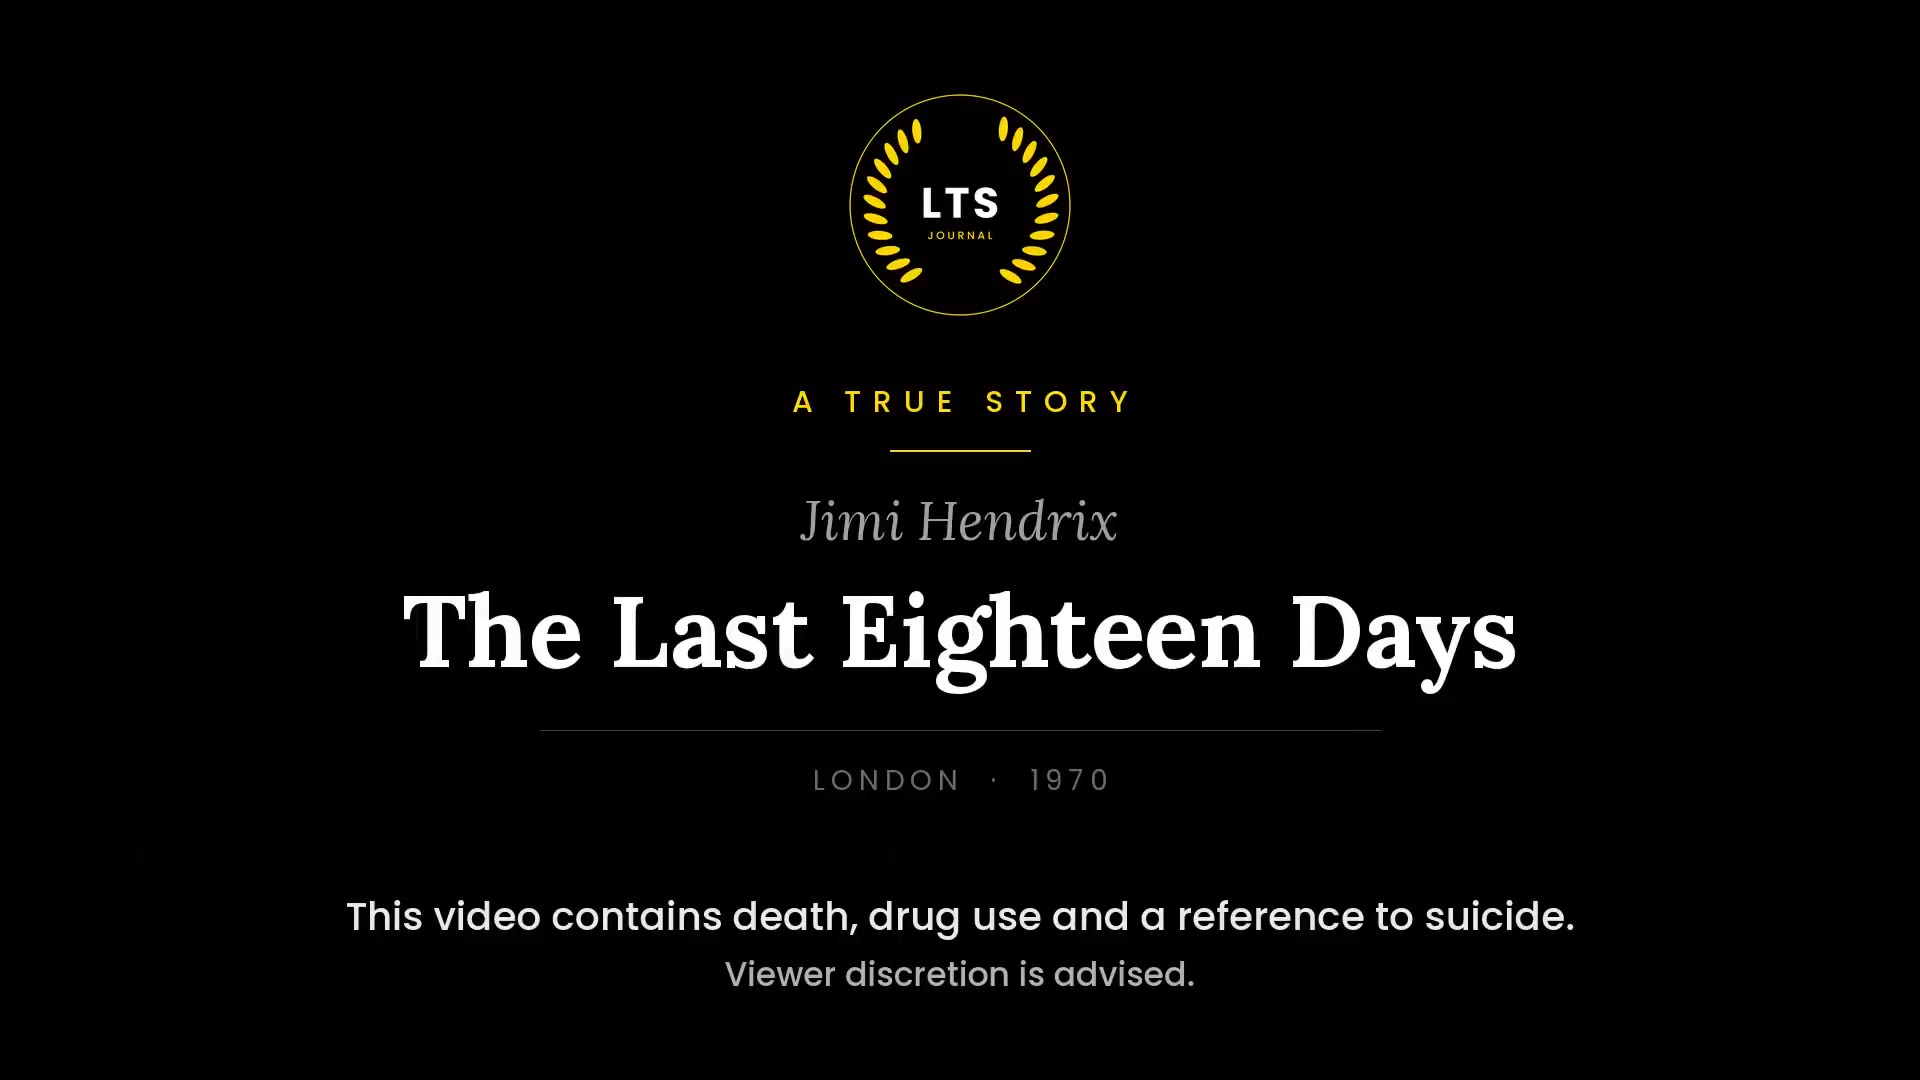 LTS
JOURNAL
A TRUE STORY
Jimi Hendrix
The Last Eighteen Days
LONDON · 1970
This video contains death, drug use and a reference to suicide.
Viewer discretion is advised.